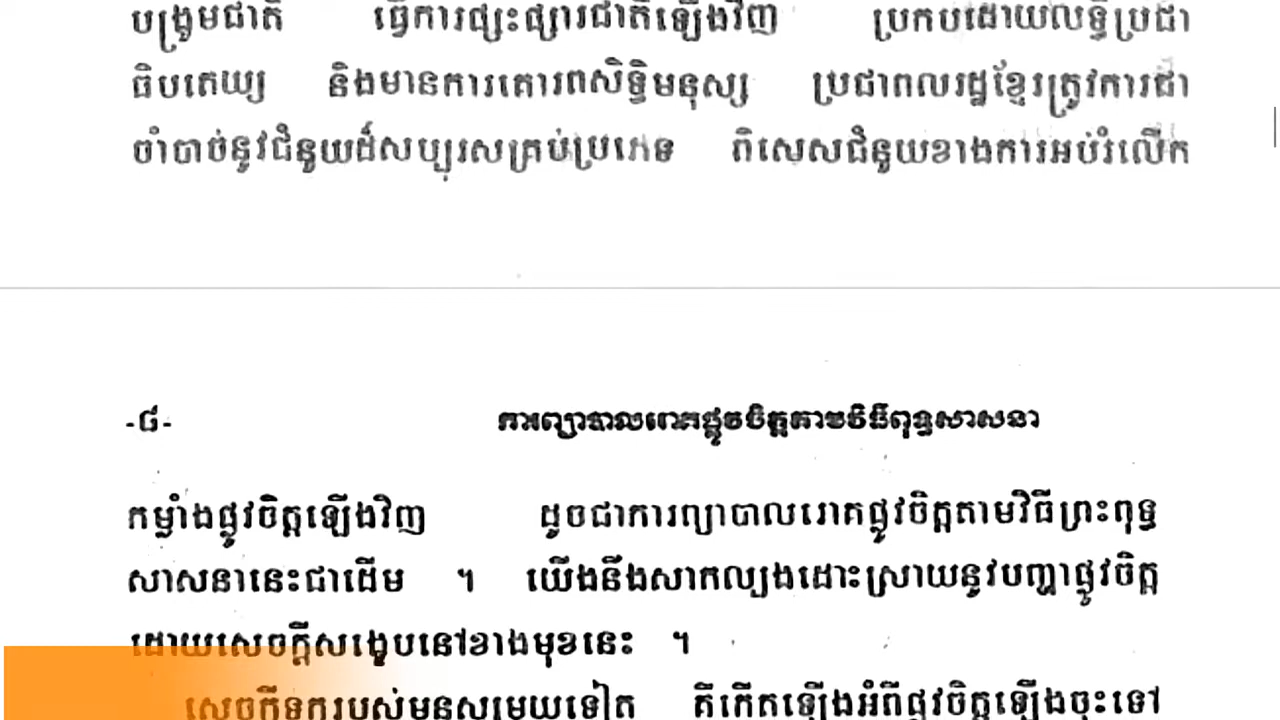 បង្រួមជាតិ ធ្វើការផ្សះផ្សារជាតិឡើងវិញ ប្រកបដោយលទ្ធិប្រជា
ធិបតេយ្យ និងមានការគោរពសិទ្ធិមនុស្ស ប្រជាពលរដ្ឋខ្មែរត្រូវការជា
ចាំបាច់នូវជំនួយដ៏សប្បុរសគ្រប់ប្រភេទ ពិសេសជំនួយខាងការអប់រំលើក
-៨- ការព្យាបាលរោគផ្លូវចិត្តតាមវិធីពុទ្ធសាសនា
កម្លាំងផ្លូវចិត្តឡើងវិញ ដូចជាការព្យាបាលរោគផ្លូវចិត្តតាមវិធីព្រះពុទ្ធ
សាសនានេះជាដើម ។ យើងនឹងសាកល្បងដោះស្រាយនូវបញ្ហាផ្លូវចិត្ត
ដោយសេចក្តីសង្ខេបនៅខាងមុខនេះ ។
សេចក្តីទុក្ខរបស់មនុស្សមួយទៀត គឺកើតឡើងអំពីផ្លូវចិត្តឡើងចុះទៅ